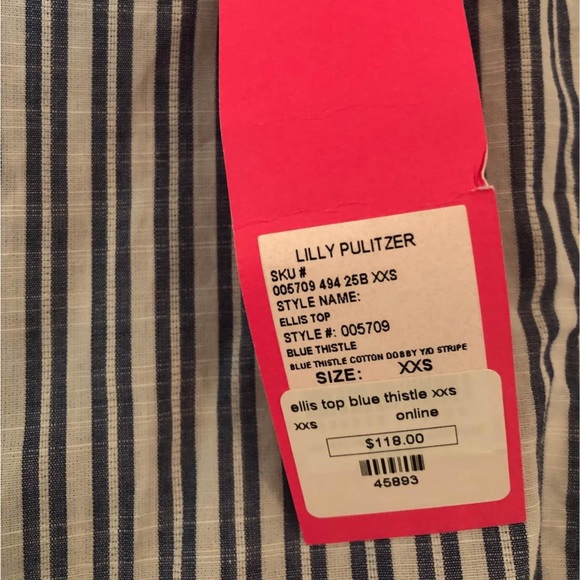 LILLY PULITZER
SKU #
005709 494 25B XXS
STYLE NAME:
ELLIS TOP
STYLE #: 005709
BLUE THISTLE
BLUE THISTLE COTTON DOBBY Y/D STRIPE
SIZE: XXS
ellis top blue thistle xxs
xxs online
$118.00
45893